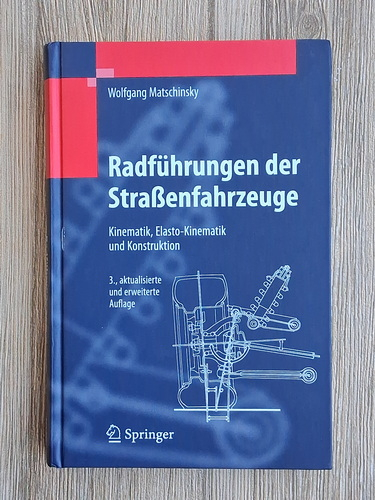 Wolfgang Matschinsky
Radführungen der
Straßenfahrzeuge
Kinematik, Elasto-Kinematik
und Konstruktion
3., aktualisierte
und erweiterte
Auflage
Springer